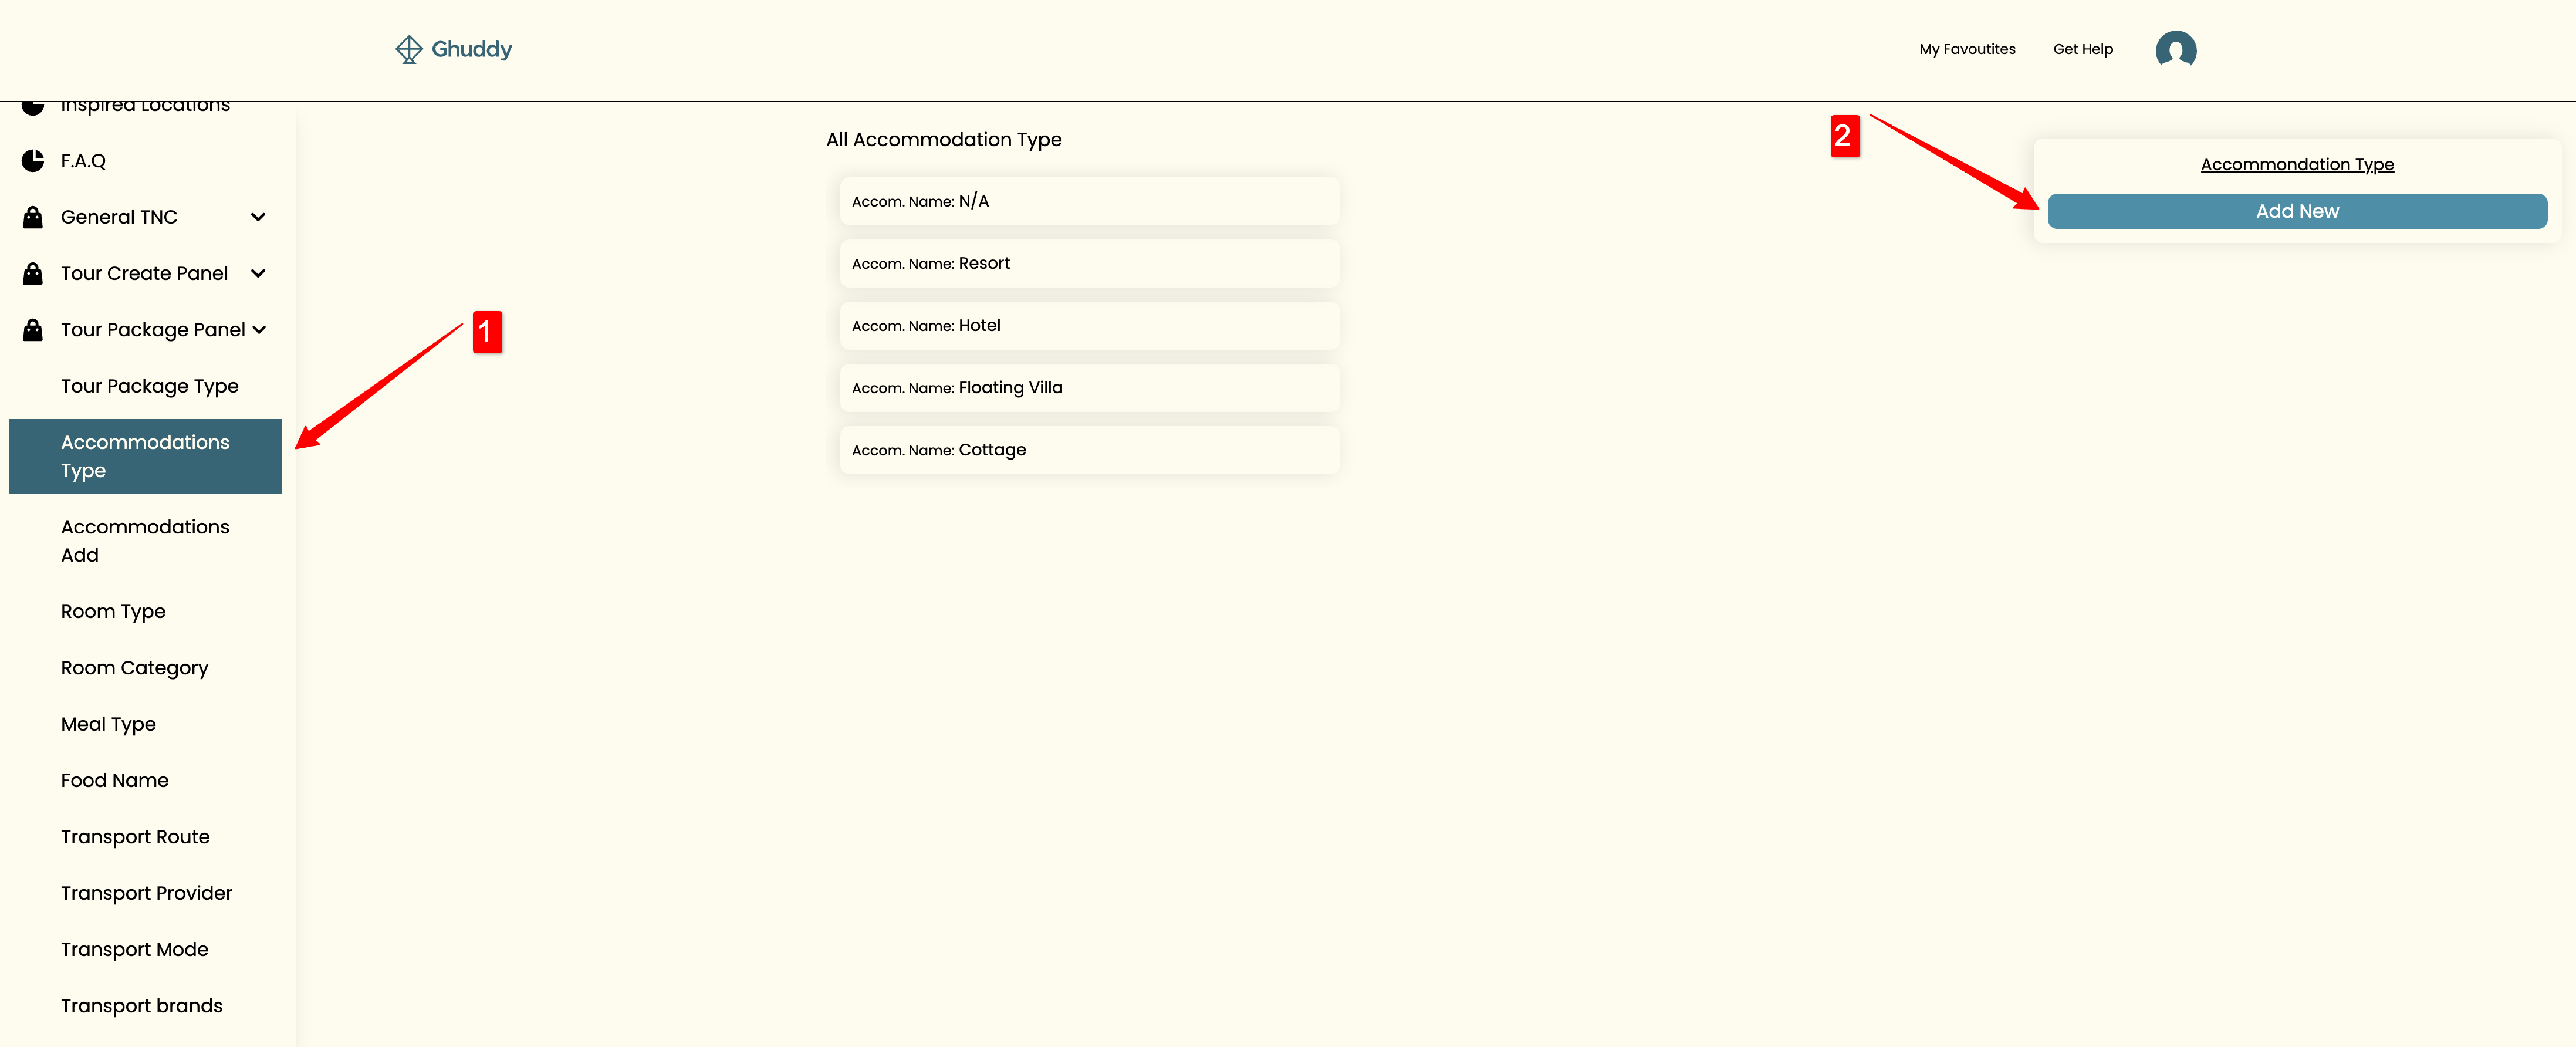 Ghuddy
My Favoutites
Get Help
Inspired Locations
F.A.Q
General TNC
Tour Create Panel
Tour Package Panel
Tour Package Type
Accommodations
Type
Accommodations
Add
Room Type
Room Category
Meal Type
Food Name
Transport Route
Transport Provider
Transport Mode
Transport brands
1
All Accommodation Type
Accom. Name: N/A
Accom. Name: Resort
Accom. Name: Hotel
Accom. Name: Floating Villa
Accom. Name: Cottage
2
Accommondation Type
Add New